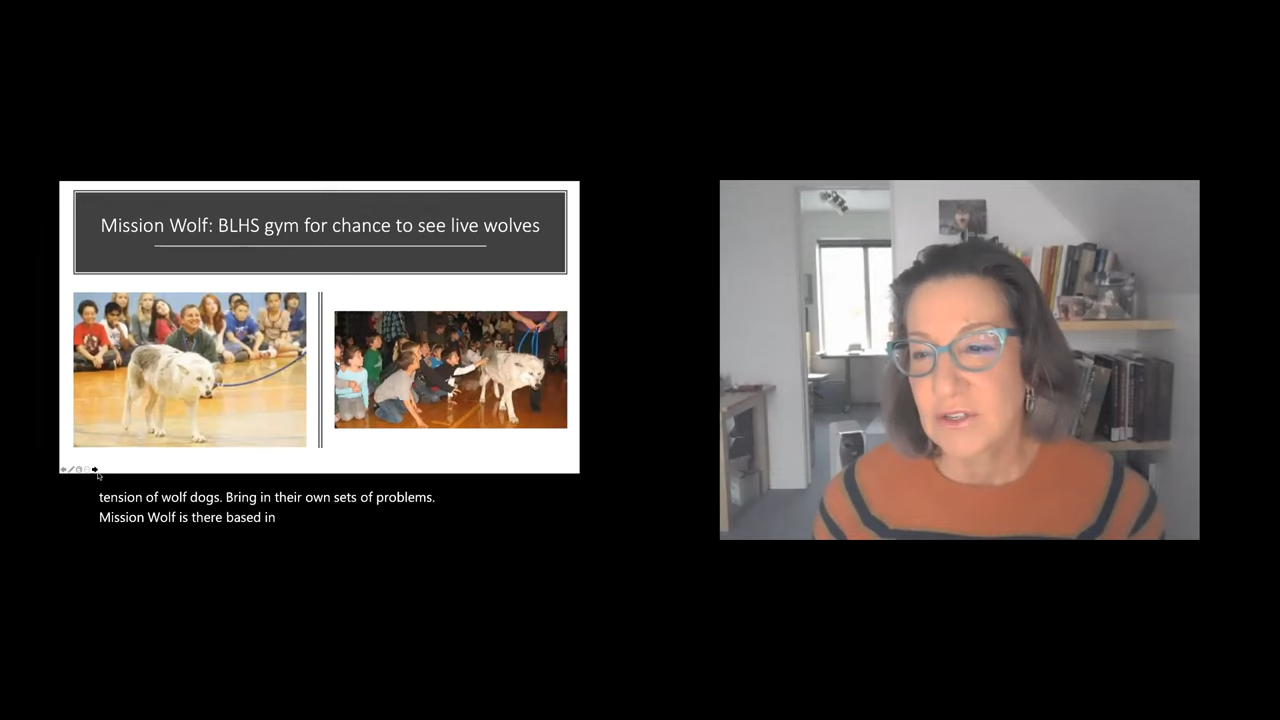 Mission Wolf: BLHS gym for chance to see live wolves
tension of wolf dogs. Bring in their own sets of problems.
Mission Wolf is there based in